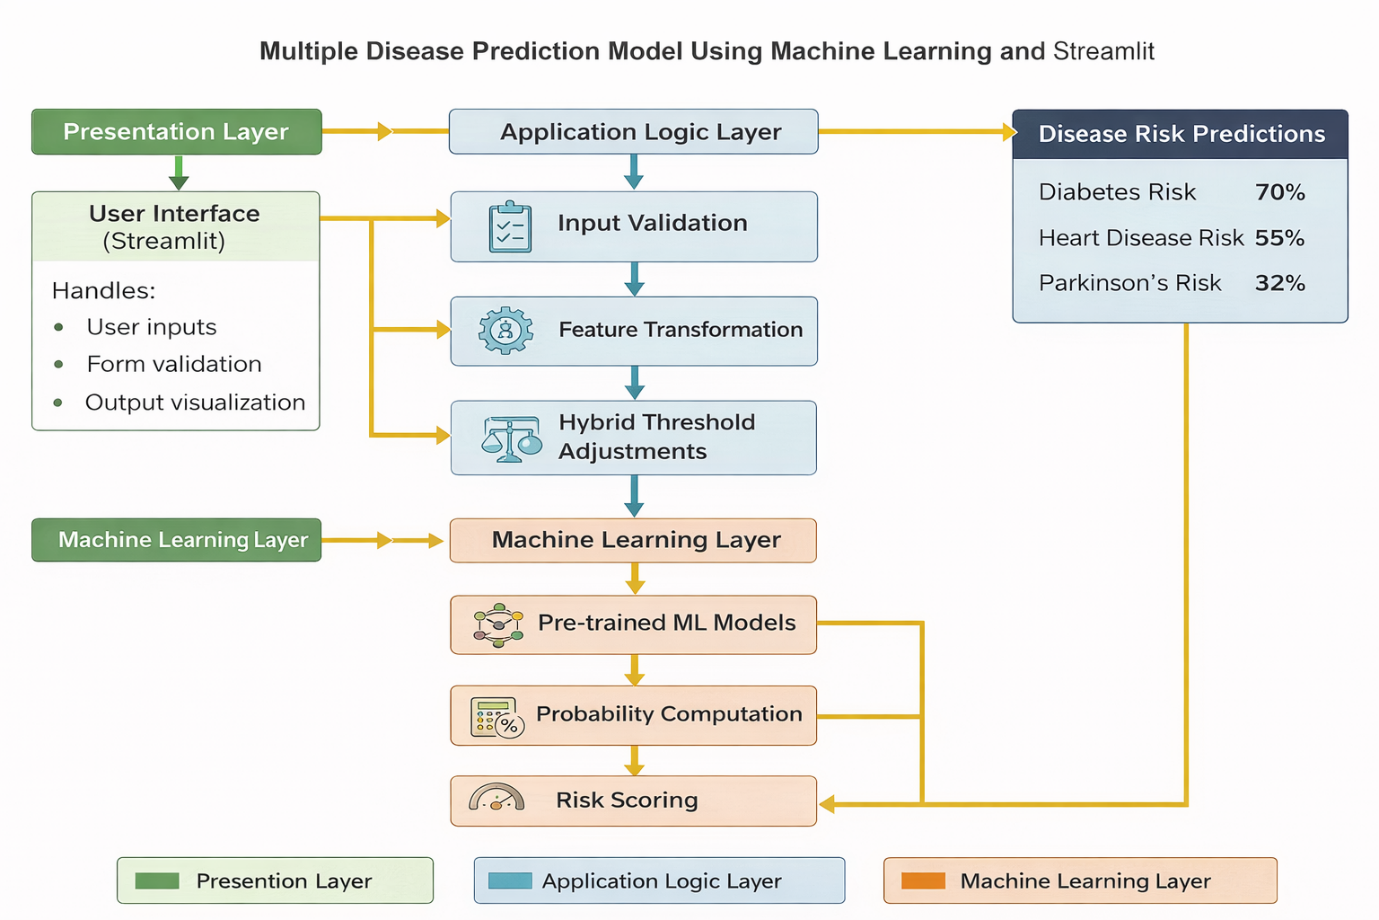 Multiple Disease Prediction Model Using Machine Learning and Streamlit
Presentation Layer
Application Logic Layer
Disease Risk Predictions
Diabetes Risk 70%
Heart Disease Risk 55%
Parkinson's Risk 32%
User Interface
(Streamlit)
Handles:
• User inputs
• Form validation
• Output visualization
Input Validation
Feature Transformation
Hybrid Threshold
Adjustments
Machine Learning Layer
Machine Learning Layer
Pre-trained ML Models
%
Probability Computation
Risk Scoring
Presention Layer
Application Logic Layer
Machine Learning Layer